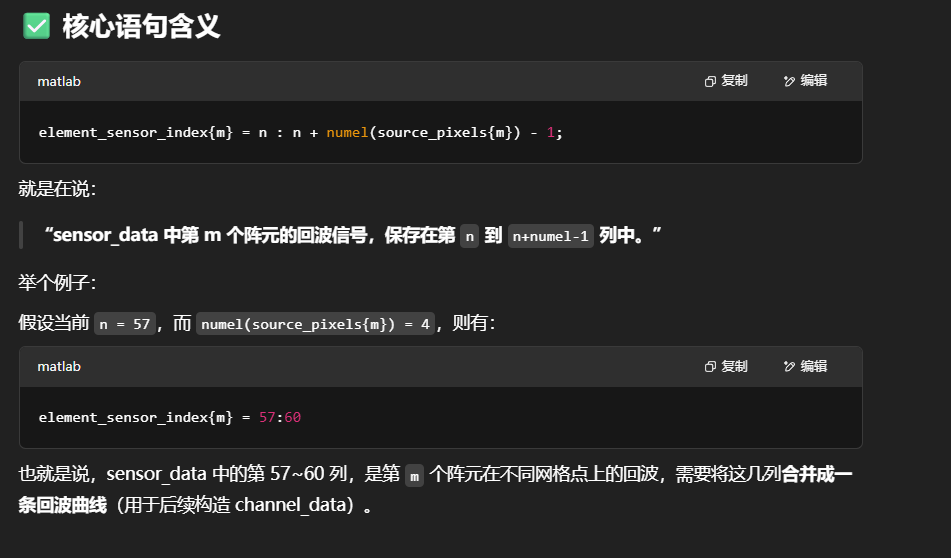 ✅ 核心语句含义
matlab 复制 编辑
element_sensor_index{m} = n : n + numel(source_pixels{m}) - 1;
就是在说：
“sensor_data 中第 m 个阵元的回波信号，保存在第 n 到 n+numel-1 列中。”
举个例子：
假设当前 n = 57，而 numel(source_pixels{m}) = 4，则有：
matlab 复制 编辑
element_sensor_index{m} = 57:60
也就是说，sensor_data 中的第 57~60 列，是第 m 个阵元在不同网格点上的回波，需要将这几列合并成一
条回波曲线（用于后续构造 channel_data）。